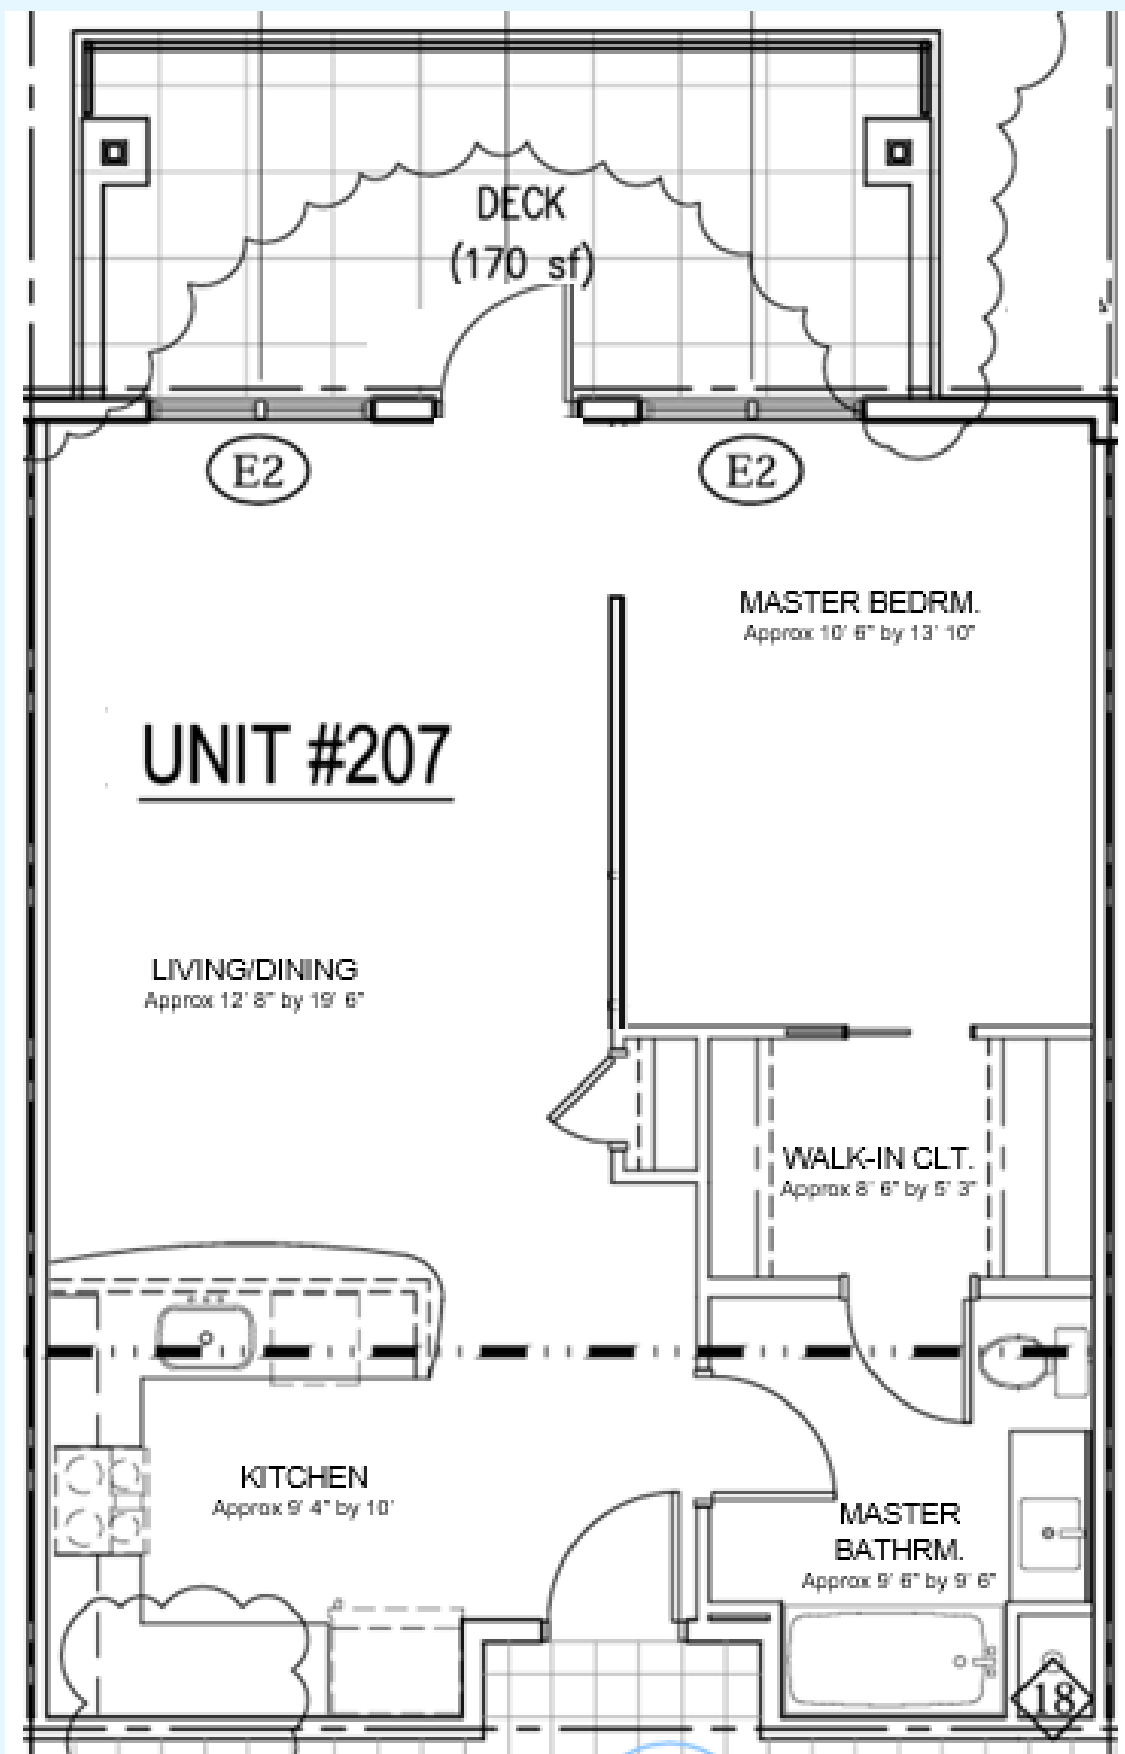 DECK
(170 sf)
E2
E2
MASTER BEDRM.
Approx 10' 6" by 13' 10"
UNIT #207
LIVING/DINING
Approx 12' 8" by 19' 6"
WALK-IN CLT.
Approx 8' 6" by 5' 3"
KITCHEN
Approx 9' 4" by 10'
MASTER
BATHRM.
Approx 9' 6" by 9' 6"
18